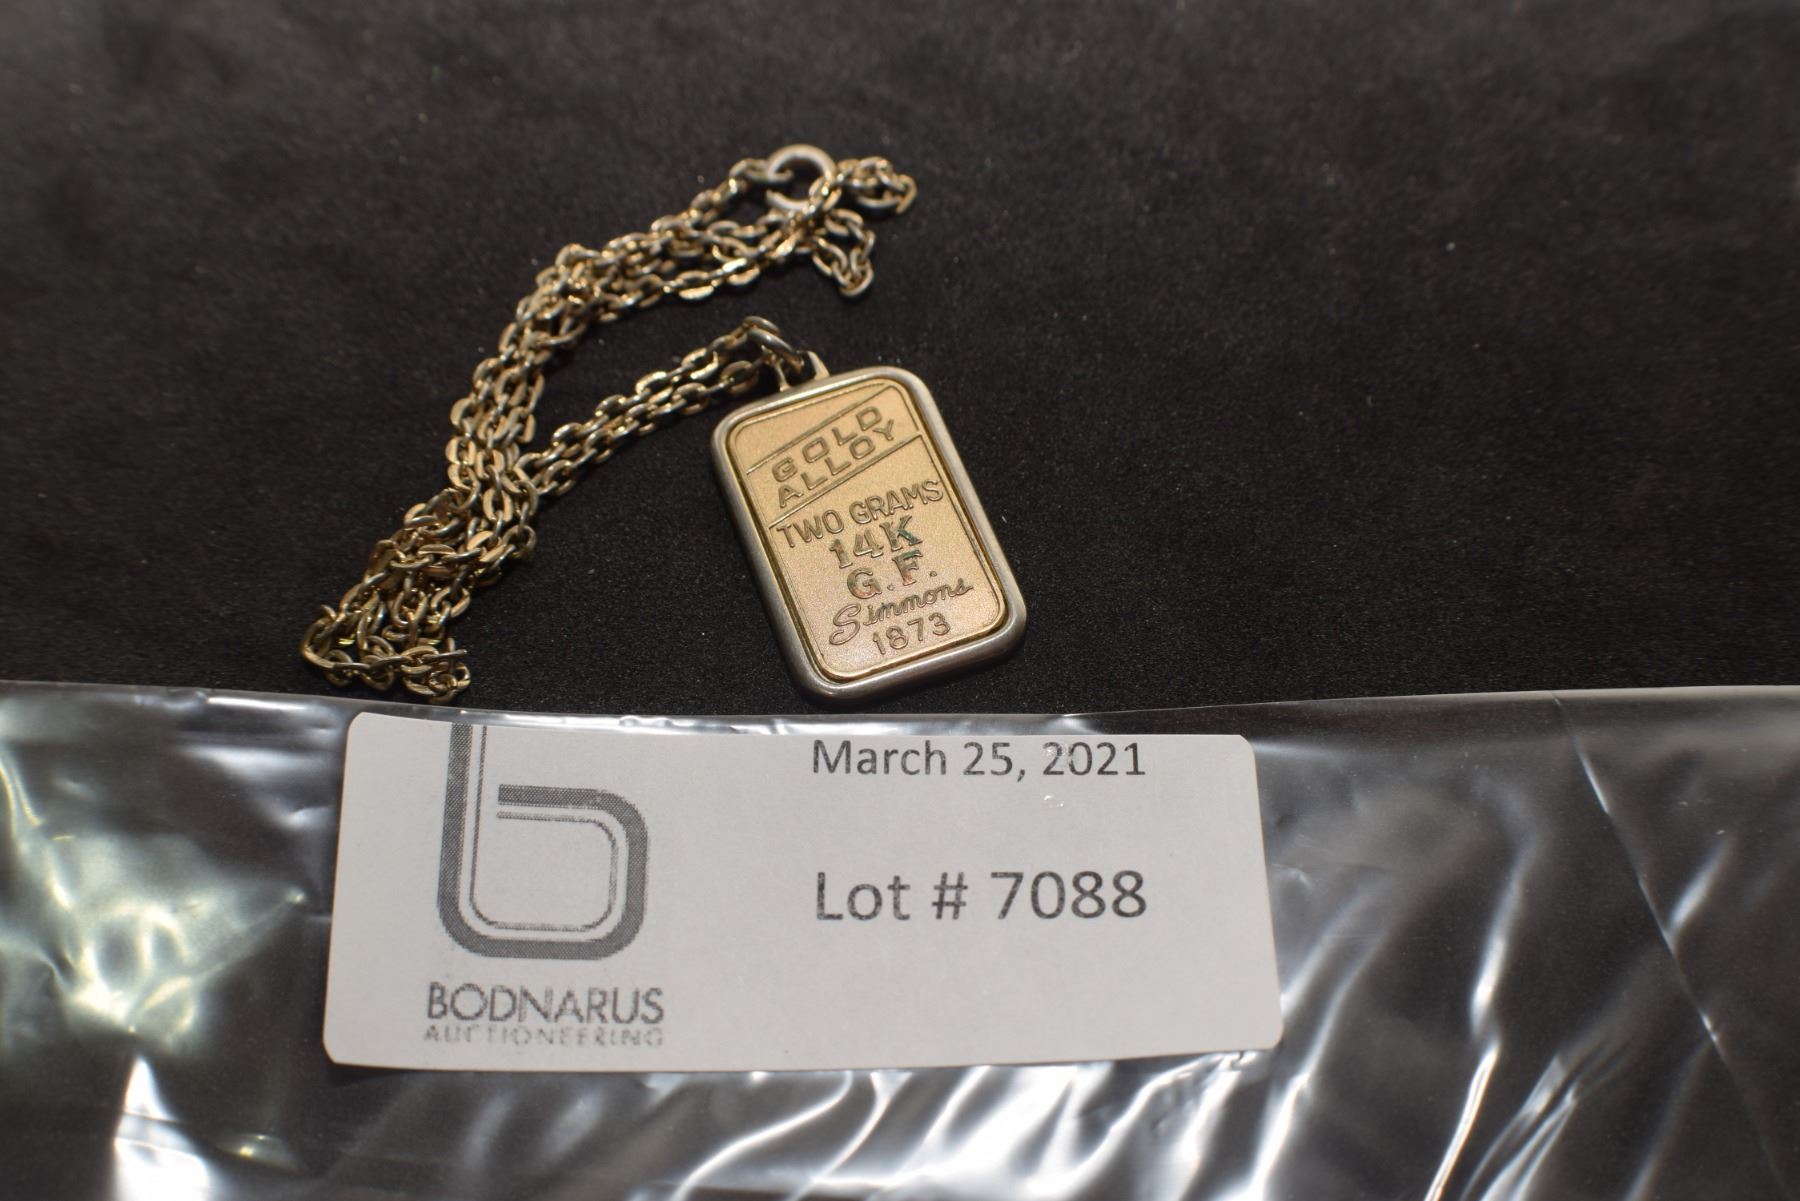 GOLD
ALLOY
TWO GRAMS
14K
G.F.
Simmons
1873
March 25, 2021
Lot # 7088
BODNARUS
AUCTIONEERING